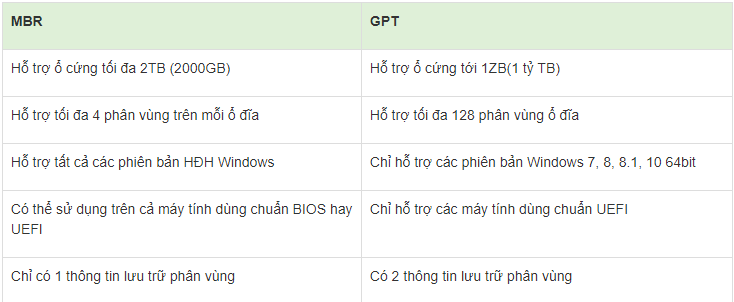 MBR
GPT
Hỗ trợ ổ cứng tối đa 2TB (2000GB)
Hỗ trợ ổ cứng tới 1ZB(1 tỷ TB)
Hỗ trợ tối đa 4 phân vùng trên mỗi ổ đĩa
Hỗ trợ tối đa 128 phân vùng ổ đĩa
Hỗ trợ tất cả các phiên bản HĐH Windows
Chỉ hỗ trợ các phiên bản Windows 7, 8, 8.1, 10 64bit
Có thể sử dụng trên cả máy tính dùng chuẩn BIOS hay
UEFI
Chỉ hỗ trợ các máy tính dùng chuẩn UEFI
Chỉ có 1 thông tin lưu trữ phân vùng
Có 2 thông tin lưu trữ phân vùng